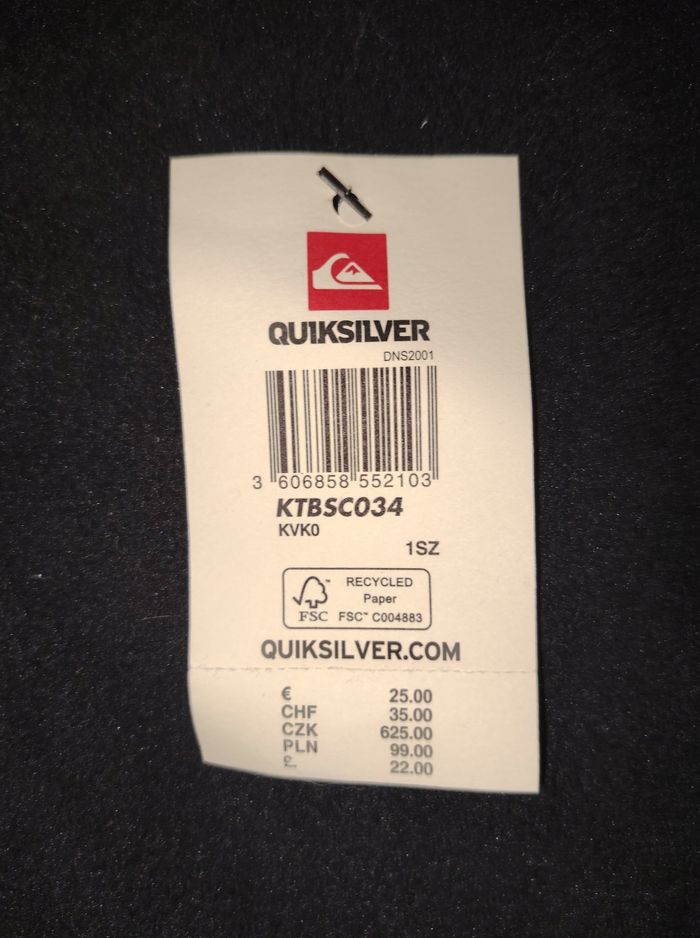 QUIKSILVER
DNS2001
3 606858 552103
KTBSC034
KVK0
1SZ
RECYCLED
Paper
FSC™ C004883
FSC
QUIKSILVER.COM
€ 25.00
CHF 35.00
CZK 625.00
PLN 99.00
£ 22.00